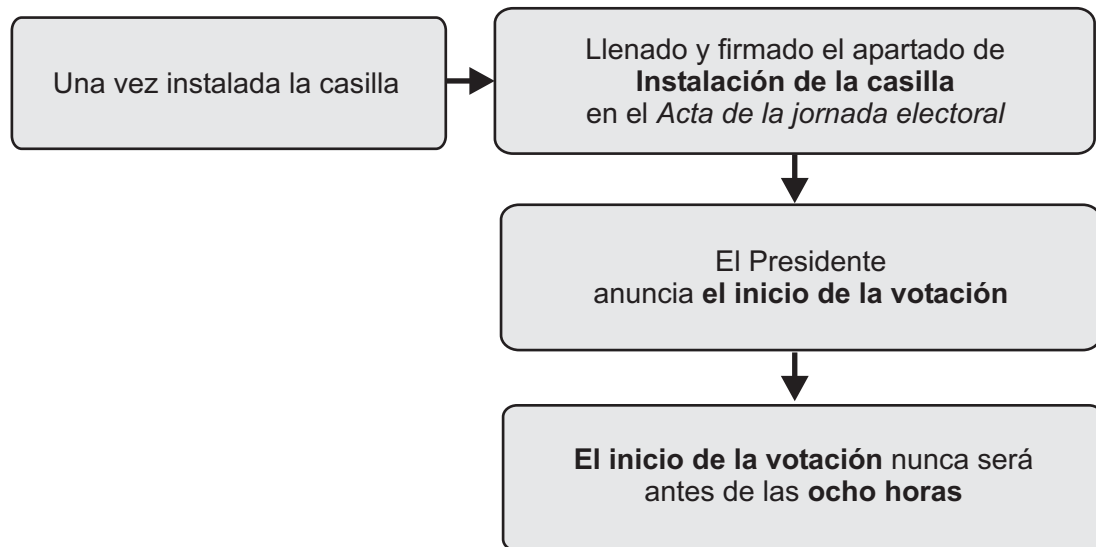 Una vez instalada la casilla
Llenado y firmado el apartado de
Instalación de la casilla
en el Acta de la jornada electoral
El Presidente
anuncia el inicio de la votación
El inicio de la votación nunca será
antes de las ocho horas